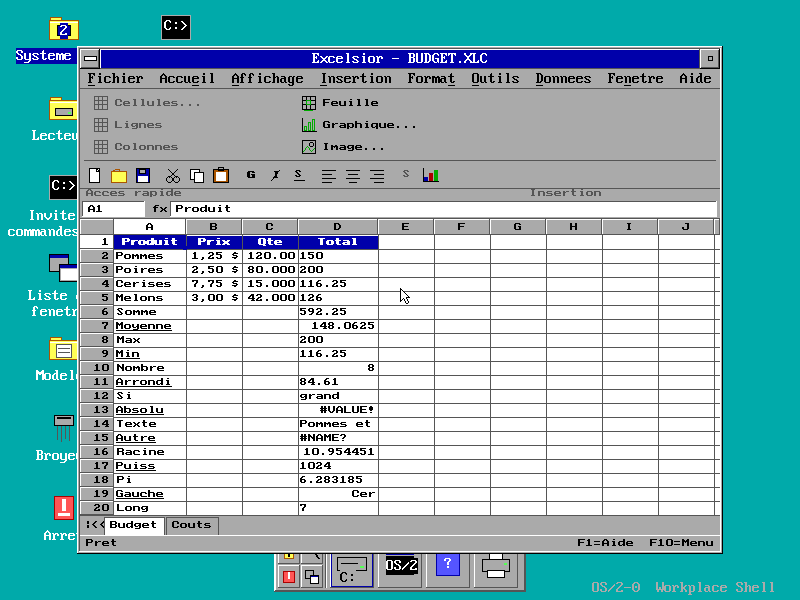 C:>
2
Systeme
Excelsior - BUDGET.XLC
Fichier Accueil Affichage Insertion Format Outils Donnees Fenetre Aide
Cellules... Feuille
Lignes Graphique...
Colonnes Image...
G I S S
Acces rapide Insertion
A1 fx Produit
A B C D E F G H I J
1 Produit Prix Qte Total
2 Pommes 1,25 $ 120.00 150
3 Poires 2,50 $ 80.000 200
4 Cerises 7,75 $ 15.000 116.25
5 Melons 3,00 $ 42.000 126
6 Somme 592.25
7 Moyenne 148.0625
8 Max 200
9 Min 116.25
10 Nombre 8
11 Arrondi 84.61
12 Si grand
13 Absolu #VALUE!
14 Texte Pommes et
15 Autre #NAME?
16 Racine 10.954451
17 Puiss 1024
18 Pi 6.283185
19 Gauche Cer
20 Long 7
Budget Couts
Pret F1=Aide F10=Menu
Lecteu
C:>
Invite
commandes
Liste
fenetr
Model
Broye
Arre
C: OS/2 ?
OS/2-0 Workplace Shell